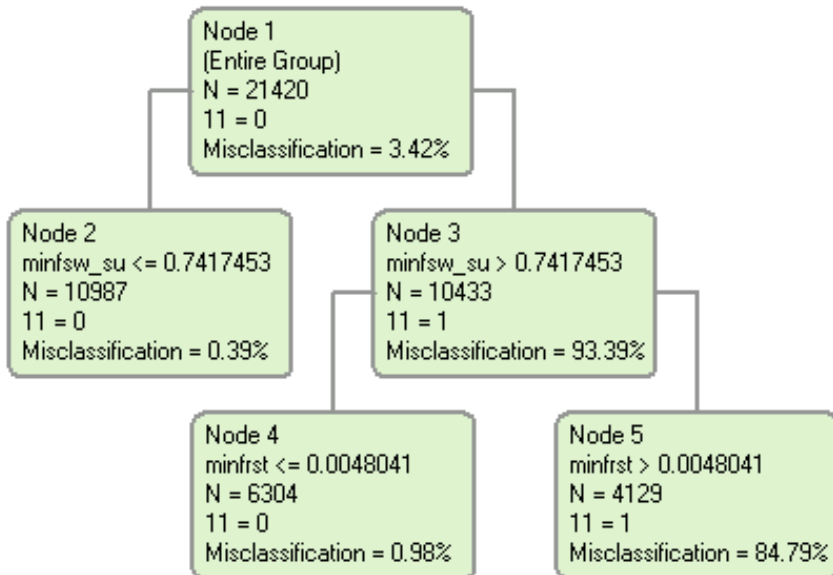 Node 1
(Entire Group)
N = 21420
11 = 0
Misclassification = 3.42%
Node 2
minfsw_su <= 0.7417453
N = 10987
11 = 0
Misclassification = 0.39%
Node 3
minfsw_su > 0.7417453
N = 10433
11 = 1
Misclassification = 93.39%
Node 4
minfrst <= 0.0048041
N = 6304
11 = 0
Misclassification = 0.98%
Node 5
minfrst > 0.0048041
N = 4129
11 = 1
Misclassification = 84.79%